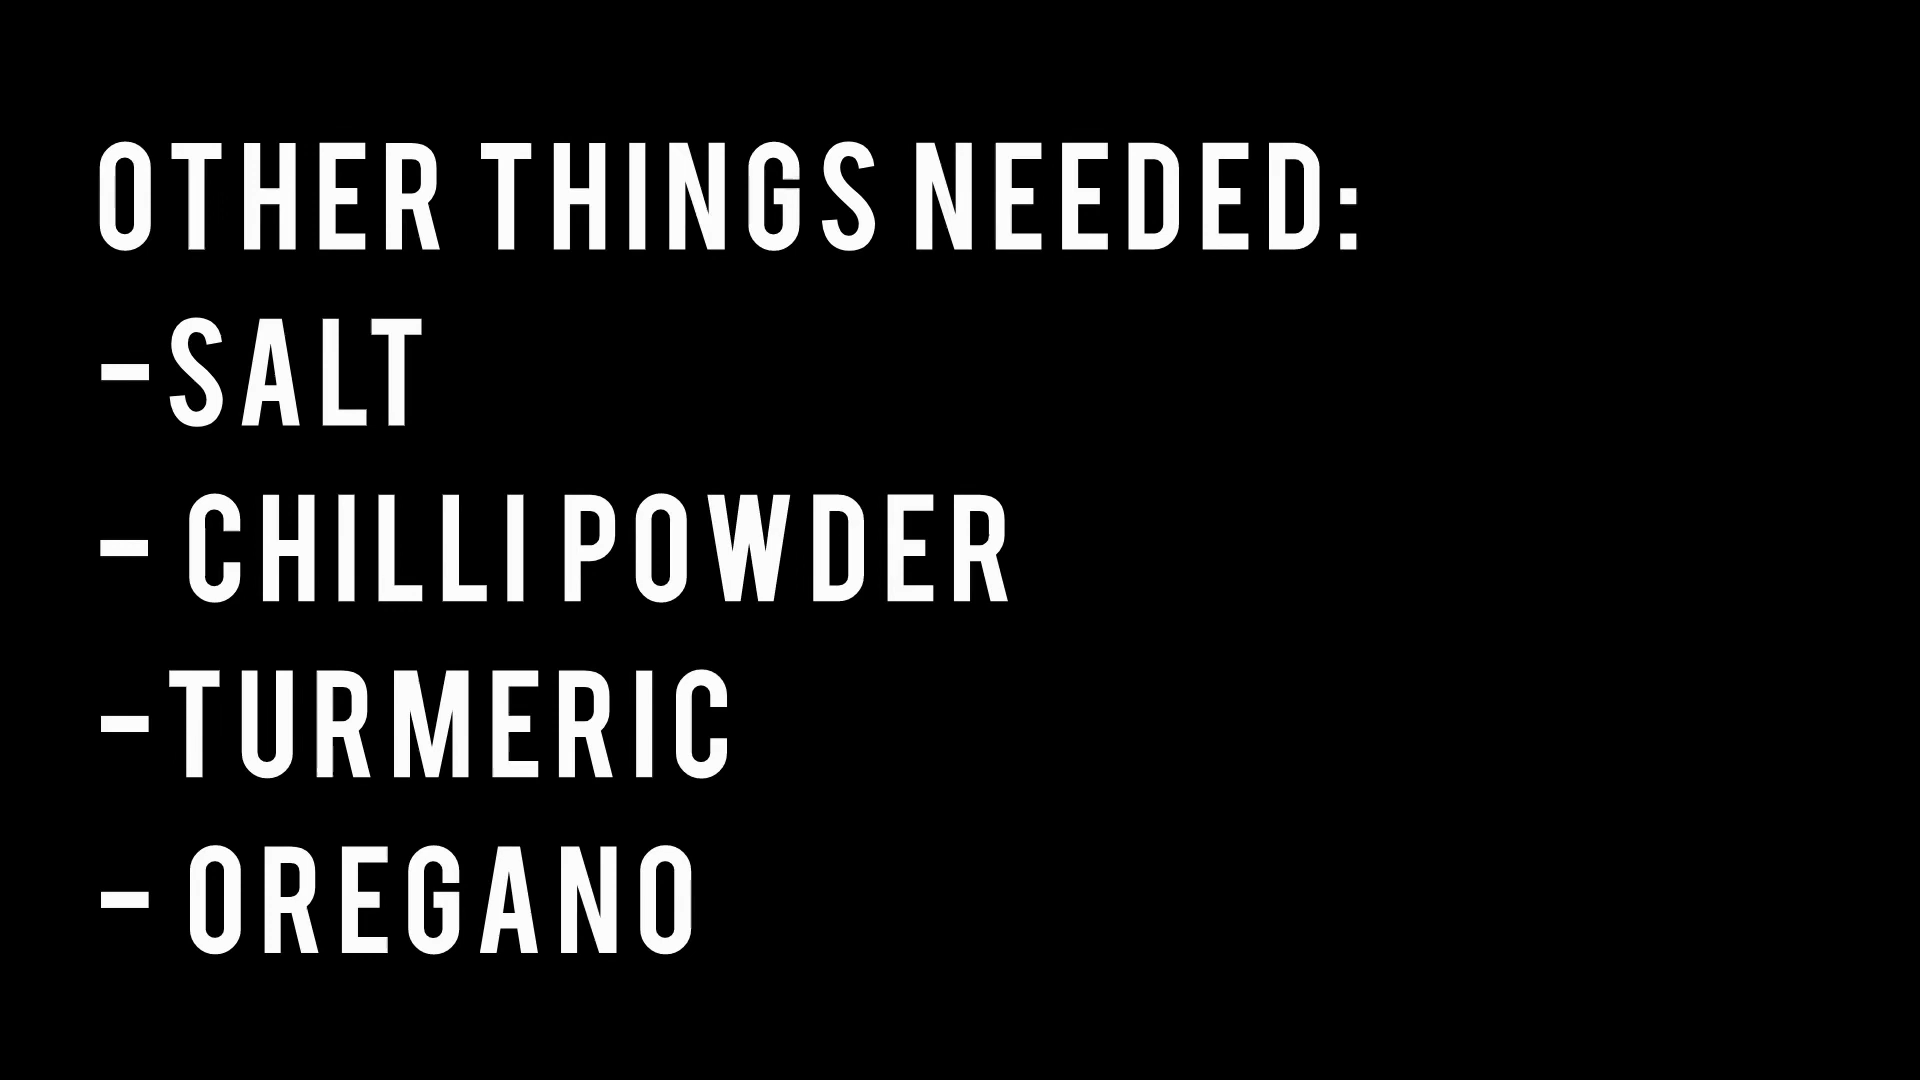 OTHER THINGS NEEDED:
-SALT
- CHILLI POWDER
-TURMERIC
- OREGANO